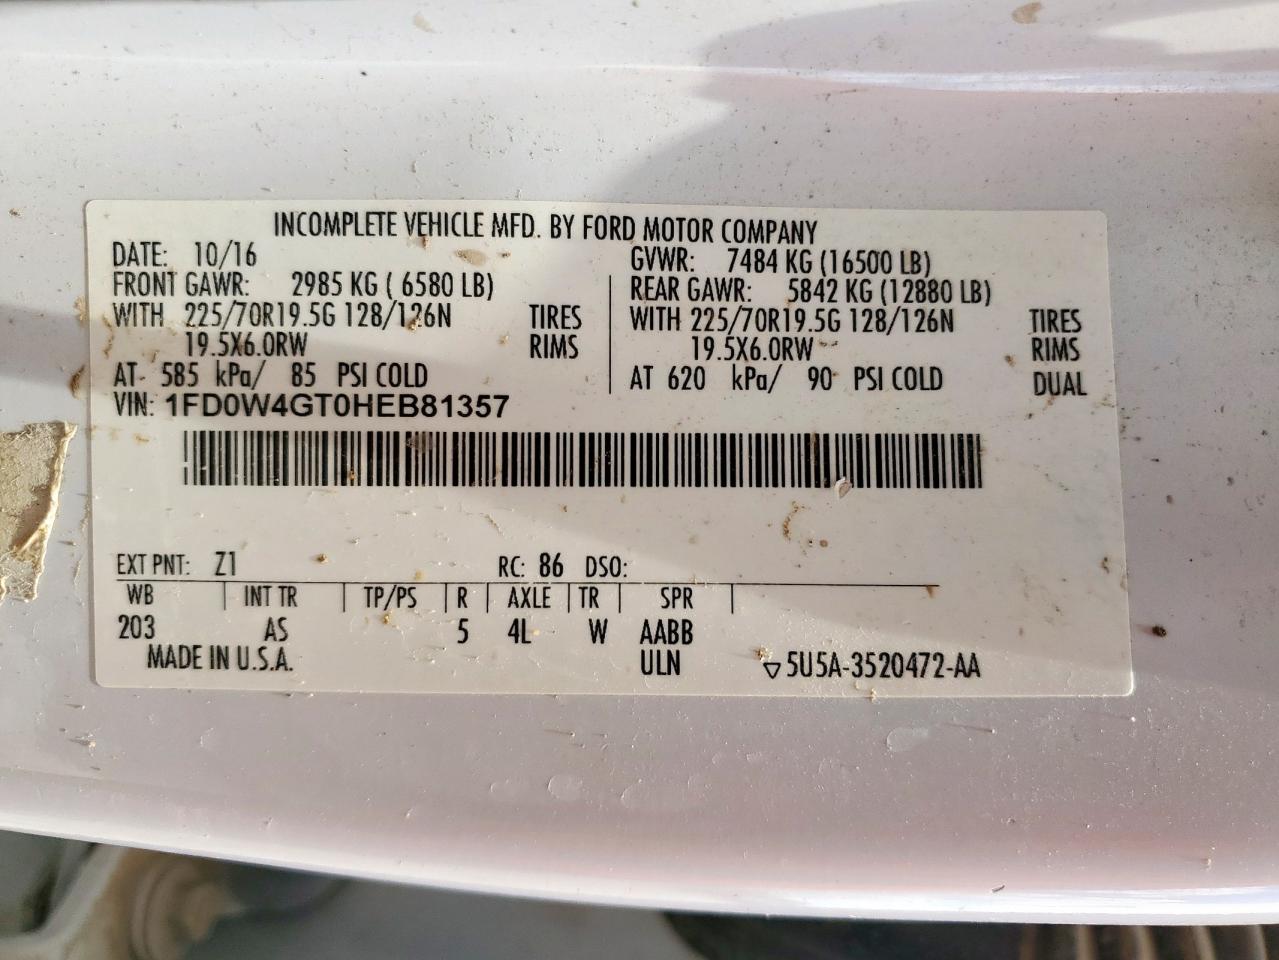 INCOMPLETE VEHICLE MFD. BY FORD MOTOR COMPANY
DATE: 10/16 GVWR: 7484 KG (16500 LB)
FRONT GAWR: 2985 KG ( 6580 LB) REAR GAWR: 5842 KG (12880 LB)
WITH 225/70R19.5G 128/126N TIRES WITH 225/70R19.5G 128/126N TIRES
19.5X6.0RW RIMS 19.5X6.0RW RIMS
AT 585 kPa/ 85 PSI COLD AT 620 kPa/ 90 PSI COLD DUAL
VIN: 1FD0W4GT0HEB81357
EXT PNT: Z1 RC: 86 DSO:
WB INT TR TP/PS R AXLE TR SPR
203 AS 5 4L W AABB
MADE IN U.S.A. ULN 5U5A-3520472-AA